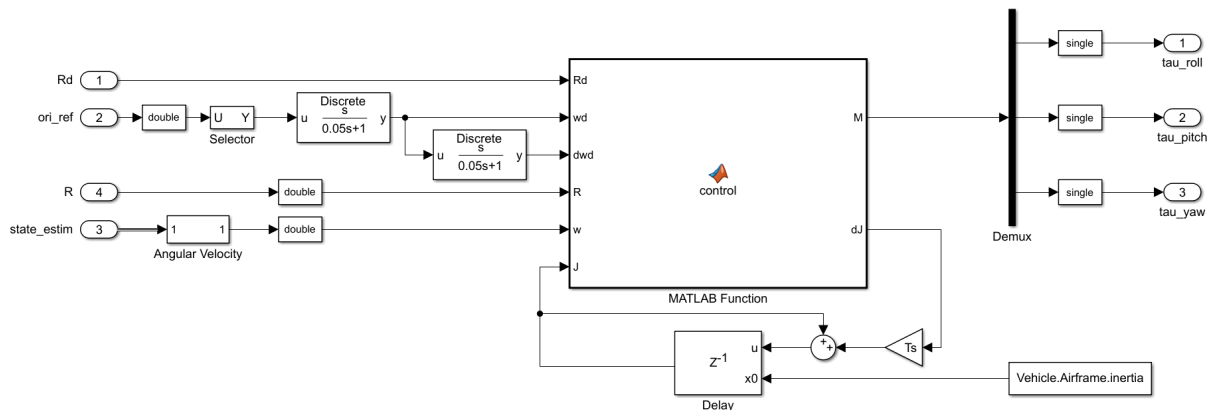 single
1
tau_roll
Rd
1
Rd
ori_ref
2
double
U Y
Selector
Discrete
s
0.05s+1
u
y
wd
M
single
2
tau_pitch
Discrete
s
0.05s+1
u
y
dwd
control
R
4
double
R
single
3
tau_yaw
state_estim
3
1 1
Angular Velocity
double
w
dJ
Demux
J
MATLAB Function
Z-1
u
x0
Delay
+
+
Ts
Vehicle.Airframe.inertia